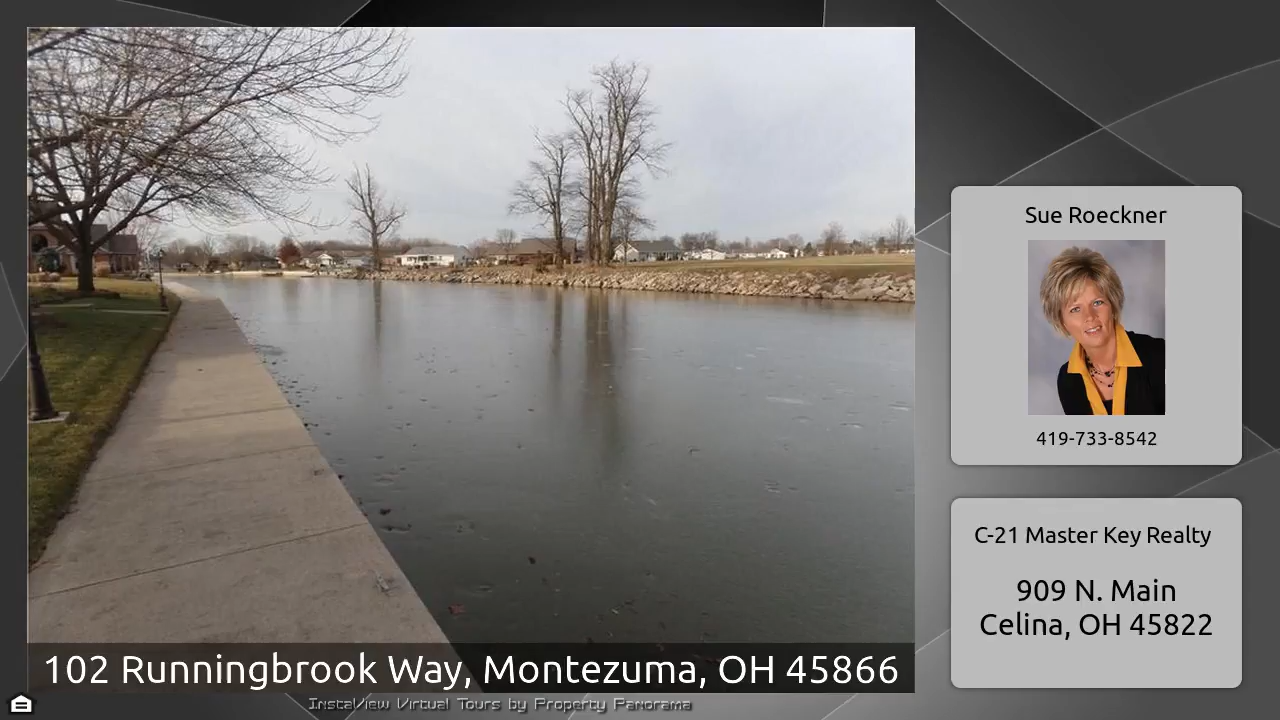 Sue Roeckner
419-733-8542
C-21 Master Key Realty
909 N. Main
Celina, OH 45822
102 Runningbrook Way, Montezuma, OH 45866
InstaView Virtual Tours by Property Panorama